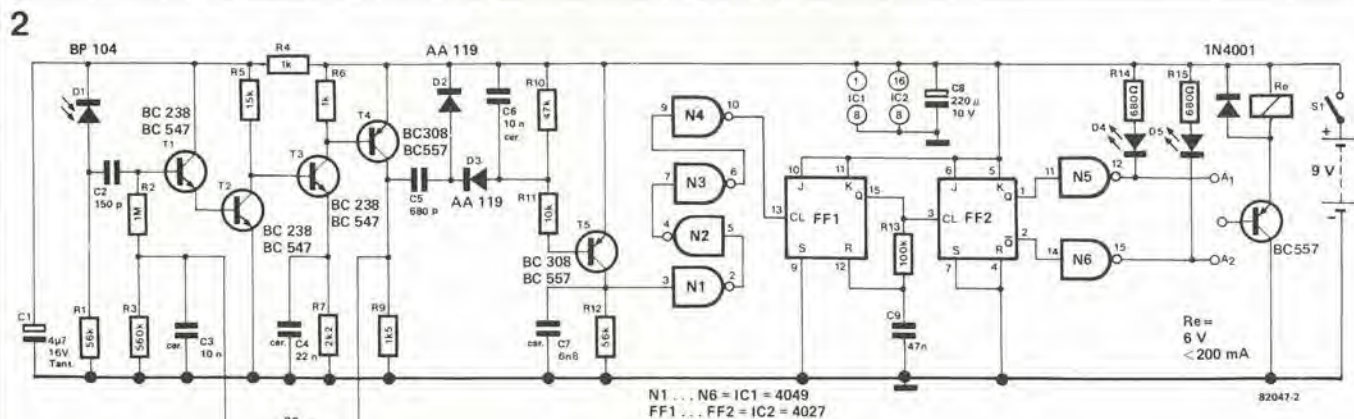 2
BP 104
D1
C2
150 p
R2
1M
C1
4µ7
16V
Tant.
R1
56k
R3
560k
cer.
C3
10 n
BC 238
BC 547
T1
T2
BC 238
BC 547
R4
1k
R5
15k
R6
1k
T3
BC 238
BC 547
cer.
C4
22 n
R7
2k2
T4
BC308
BC557
R9
1k5
AA 119
D2
C5
680 p
D3
AA 119
C6
10 n
cer.
R10
47k
R11
10k
T5
BC 308
BC 557
cer.
C7
6n8
R12
56k
9 N4 10
7 N3 6
4 N2 5
3 N1 2
1 16
IC1 IC2
8 8
C8
220 µ
10 V
10 11
J K
Q 15
13 CL FF1
S R
9 12
R13
100k
C9
47n
6 5
J K
Q 1
3 CL FF2
Q 2
S R
7 4
11 N5 12
14 N6 15
R14
680Ω
R15
680Ω
D4
D5
A1
A2
1N4001
Re
BC557
S1
+
9 V
−
Re =
6 V
< 200 mA
N1 ... N6 = IC1 = 4049
FF1 ... FF2 = IC2 = 4027
82047-2